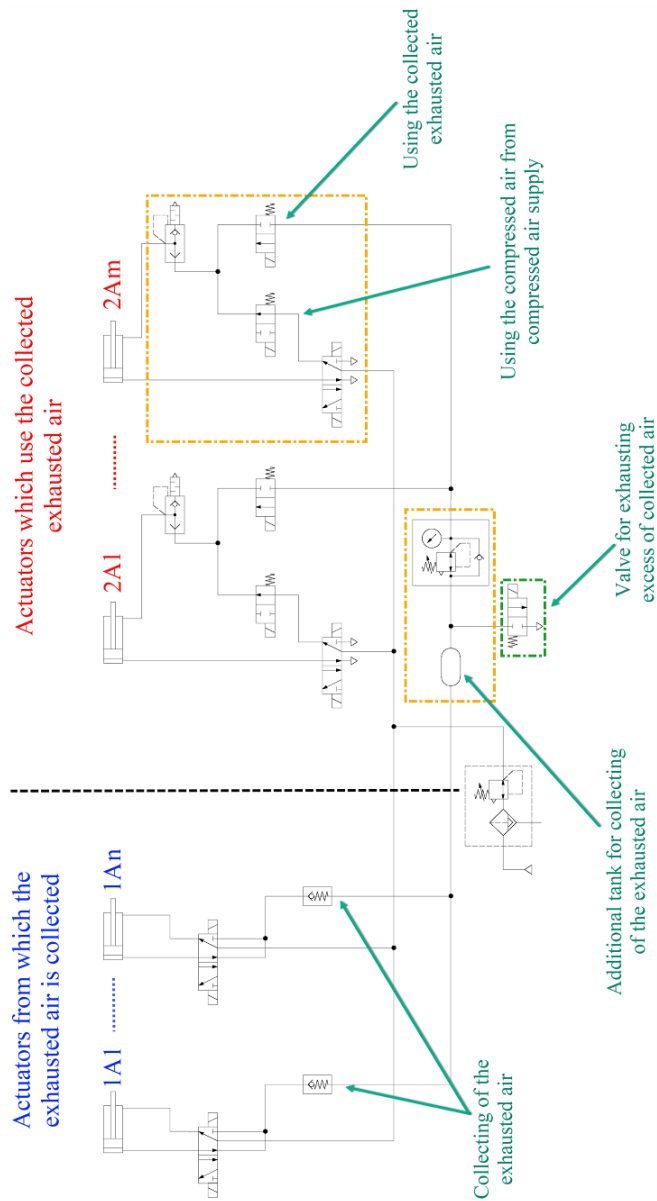 Actuators from which the
exhausted air is collected
1A1
1An
Actuators which use the collected
exhausted air
2A1
2Am
Collecting of the
exhausted air
Additional tank for collecting
of the exhausted air
Valve for exhausting
excess of collected air
Using the compressed air from
compressed air supply
Using the collected
exhausted air